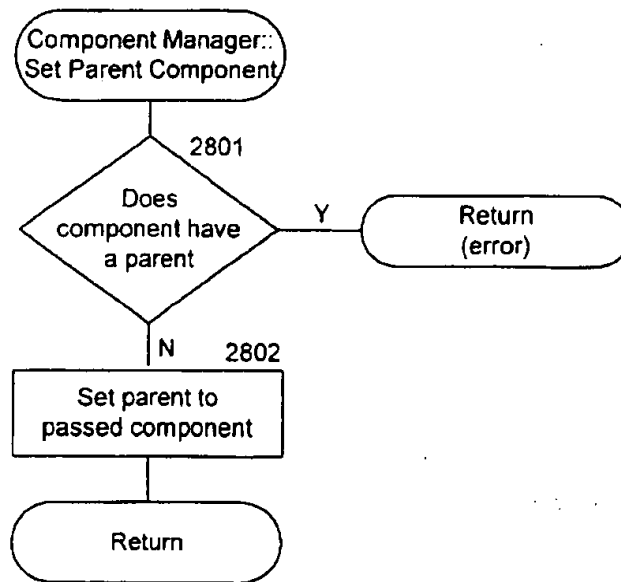 Component Manager::
Set Parent Component
2801
Does
component have
a parent
Y
Return
(error)
N
2802
Set parent to
passed component
Return